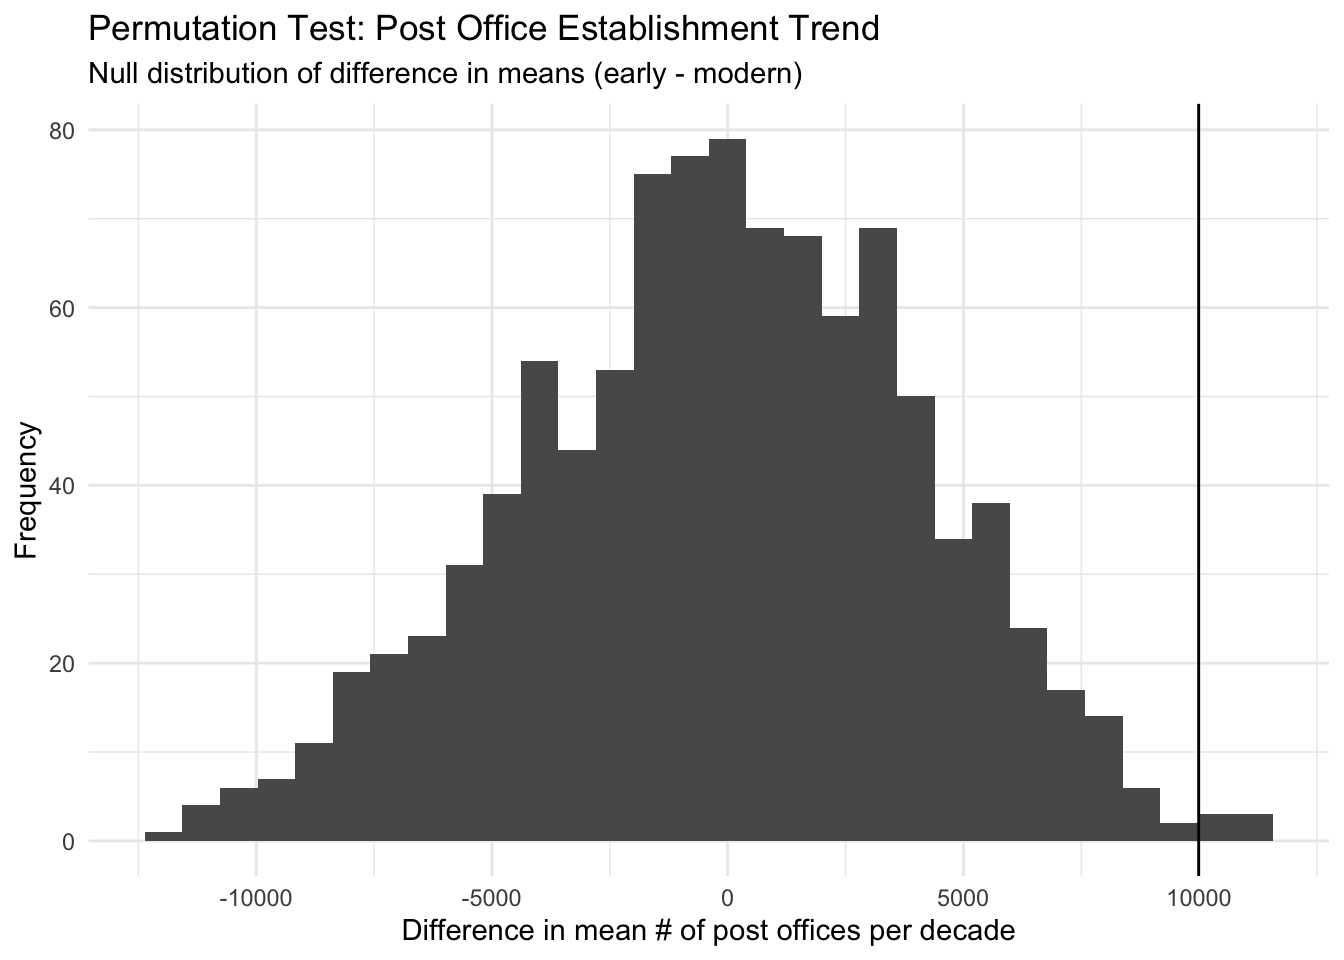 Permutation Test: Post Office Establishment Trend
Null distribution of difference in means (early - modern)
80
60
40
20
0
Frequency
-10000 -5000 0 5000 10000
Difference in mean # of post offices per decade